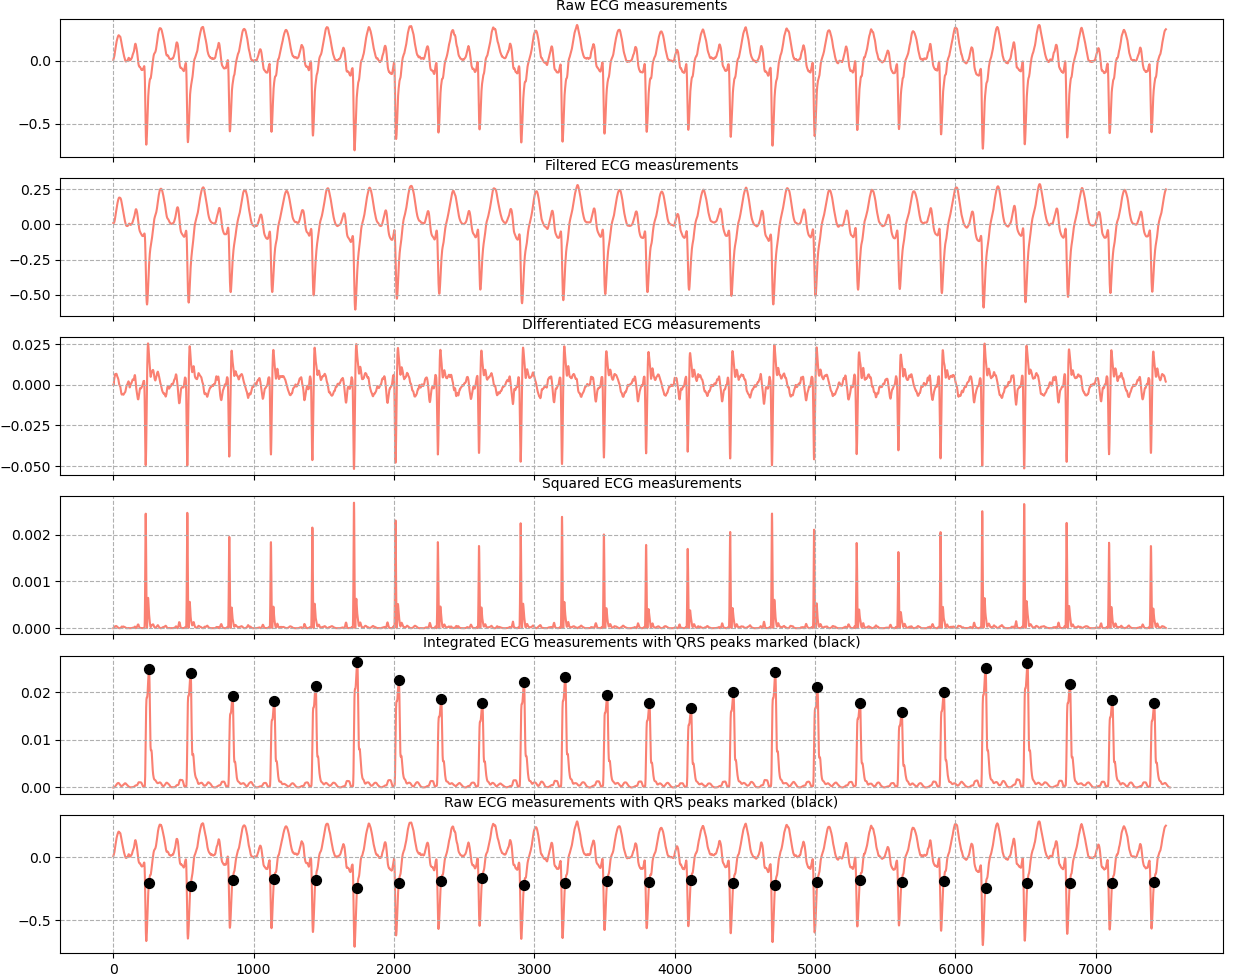 Raw ECG measurements
0.0
−0.5
Filtered ECG measurements
0.25
0.00
−0.25
−0.50
Differentiated ECG measurements
0.025
0.000
−0.025
−0.050
Squared ECG measurements
0.002
0.001
0.000
Integrated ECG measurements with QRS peaks marked (black)
0.02
0.01
0.00
Raw ECG measurements with QRS peaks marked (black)
0.0
−0.5
0 1000 2000 3000 4000 5000 6000 7000